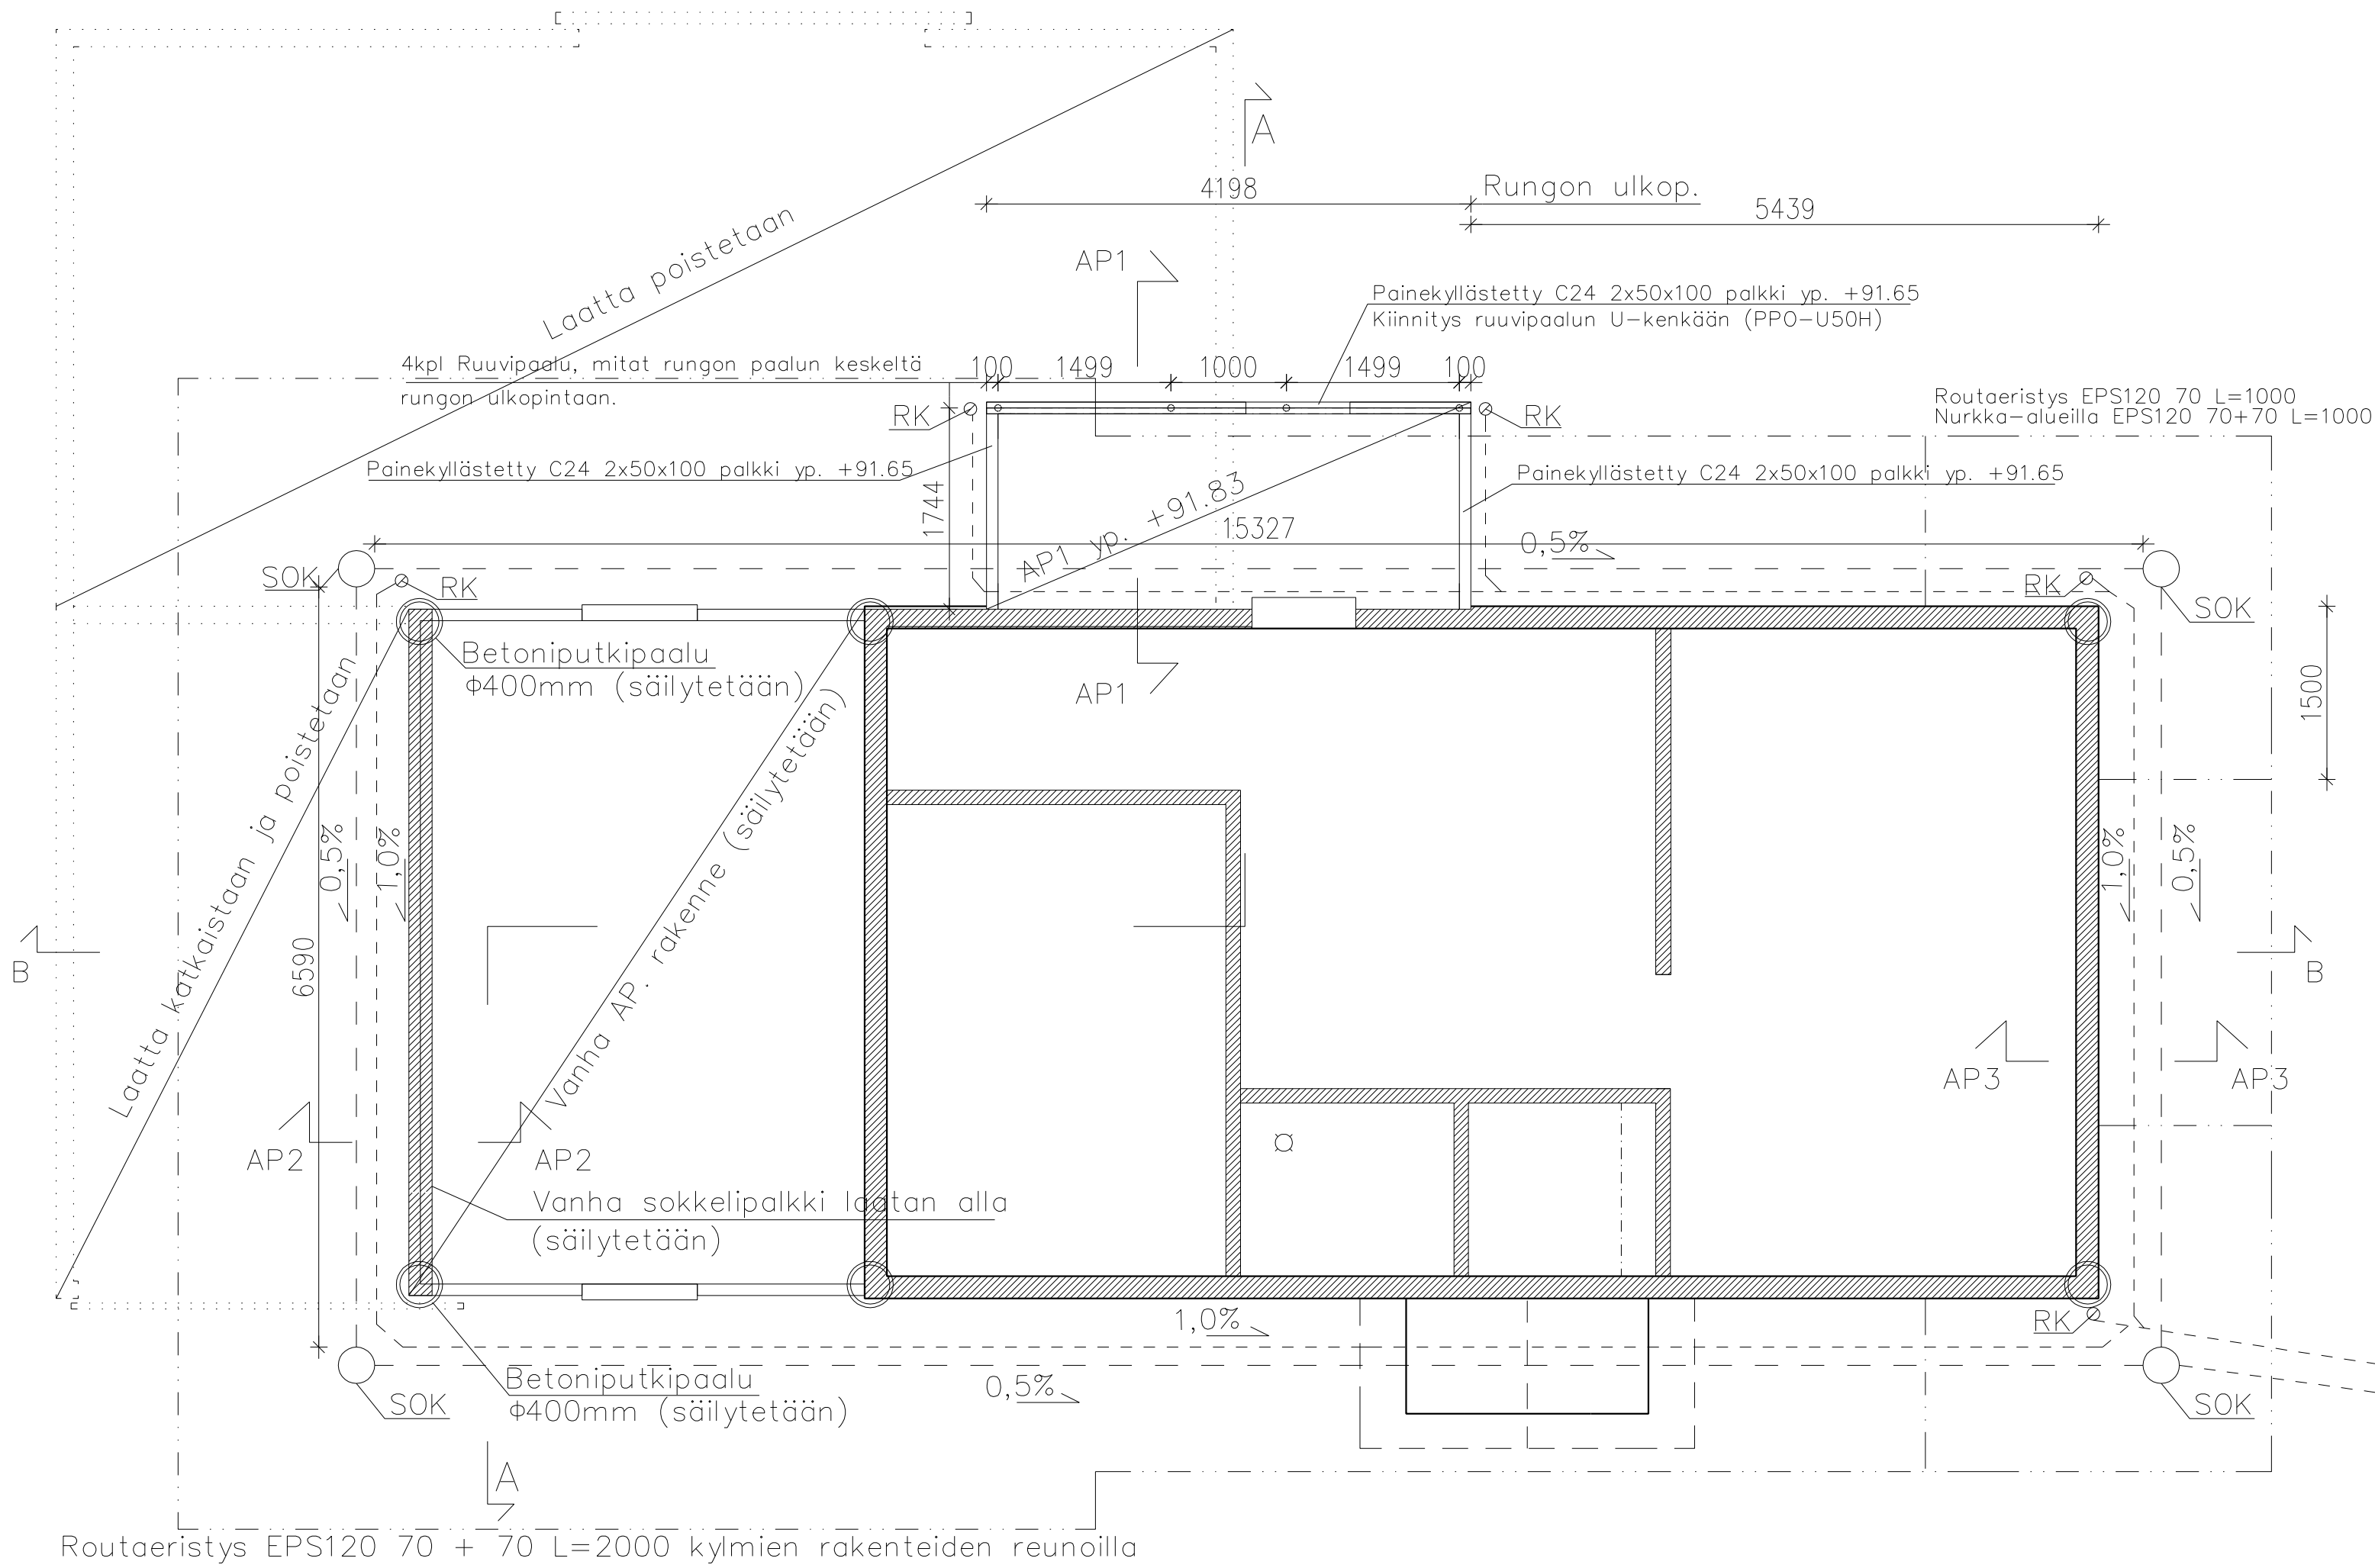 A
4198
Rungon ulkop.
5439
Laatta poistetaan
AP1
Painekyllästetty C24 2x50x100 palkki yp. +91.65
Kiinnitys ruuvipaalun U-kenkään (PPO-U50H)
4kpl Ruuvipaalu, mitat rungon paalun keskeltä
rungon ulkopintaan.
100
1499
1000
1499
100
Routaeristys EPS120 70 L=1000
Nurkka-alueilla EPS120 70+70 L=1000
RK
RK
Painekyllästetty C24 2x50x100 palkki yp. +91.65
Painekyllästetty C24 2x50x100 palkki yp. +91.65
1744
AP1 yp. +91.83
15327
0,5%
SOK
RK
RK
SOK
Betoniputkipaalu
Φ400mm (säilytetään)
AP1
1500
Laatta katkaistaan ja poistetaan
Vanha AP. rakenne (säilytetään)
0,5%
1,0%
1,0%
0,5%
6590
B
B
AP3
AP3
AP2
AP2
Vanha sokkelipalkki laatan alla
(säilytetään)
1,0%
RK
Betoniputkipaalu
Φ400mm (säilytetään)
0,5%
SOK
SOK
A
Routaeristys EPS120 70 + 70 L=2000 kylmien rakenteiden reunoilla